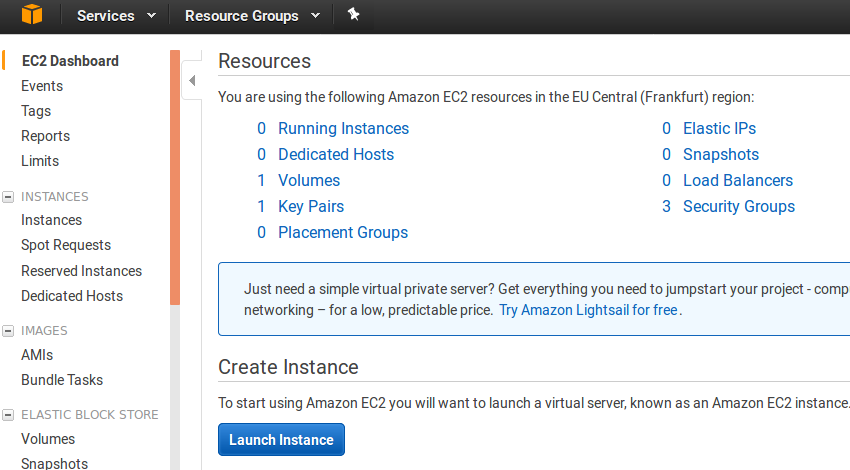 Services Resource Groups
EC2 Dashboard
Events
Tags
Reports
Limits
INSTANCES
Instances
Spot Requests
Reserved Instances
Dedicated Hosts
IMAGES
AMIs
Bundle Tasks
ELASTIC BLOCK STORE
Volumes
Snapshots
Resources
You are using the following Amazon EC2 resources in the EU Central (Frankfurt) region:
0 Running Instances
0 Dedicated Hosts
1 Volumes
1 Key Pairs
0 Placement Groups
0 Elastic IPs
0 Snapshots
0 Load Balancers
3 Security Groups
Just need a simple virtual private server? Get everything you need to jumpstart your project - comp
networking – for a low, predictable price. Try Amazon Lightsail for free.
Create Instance
To start using Amazon EC2 you will want to launch a virtual server, known as an Amazon EC2 instance.
Launch Instance